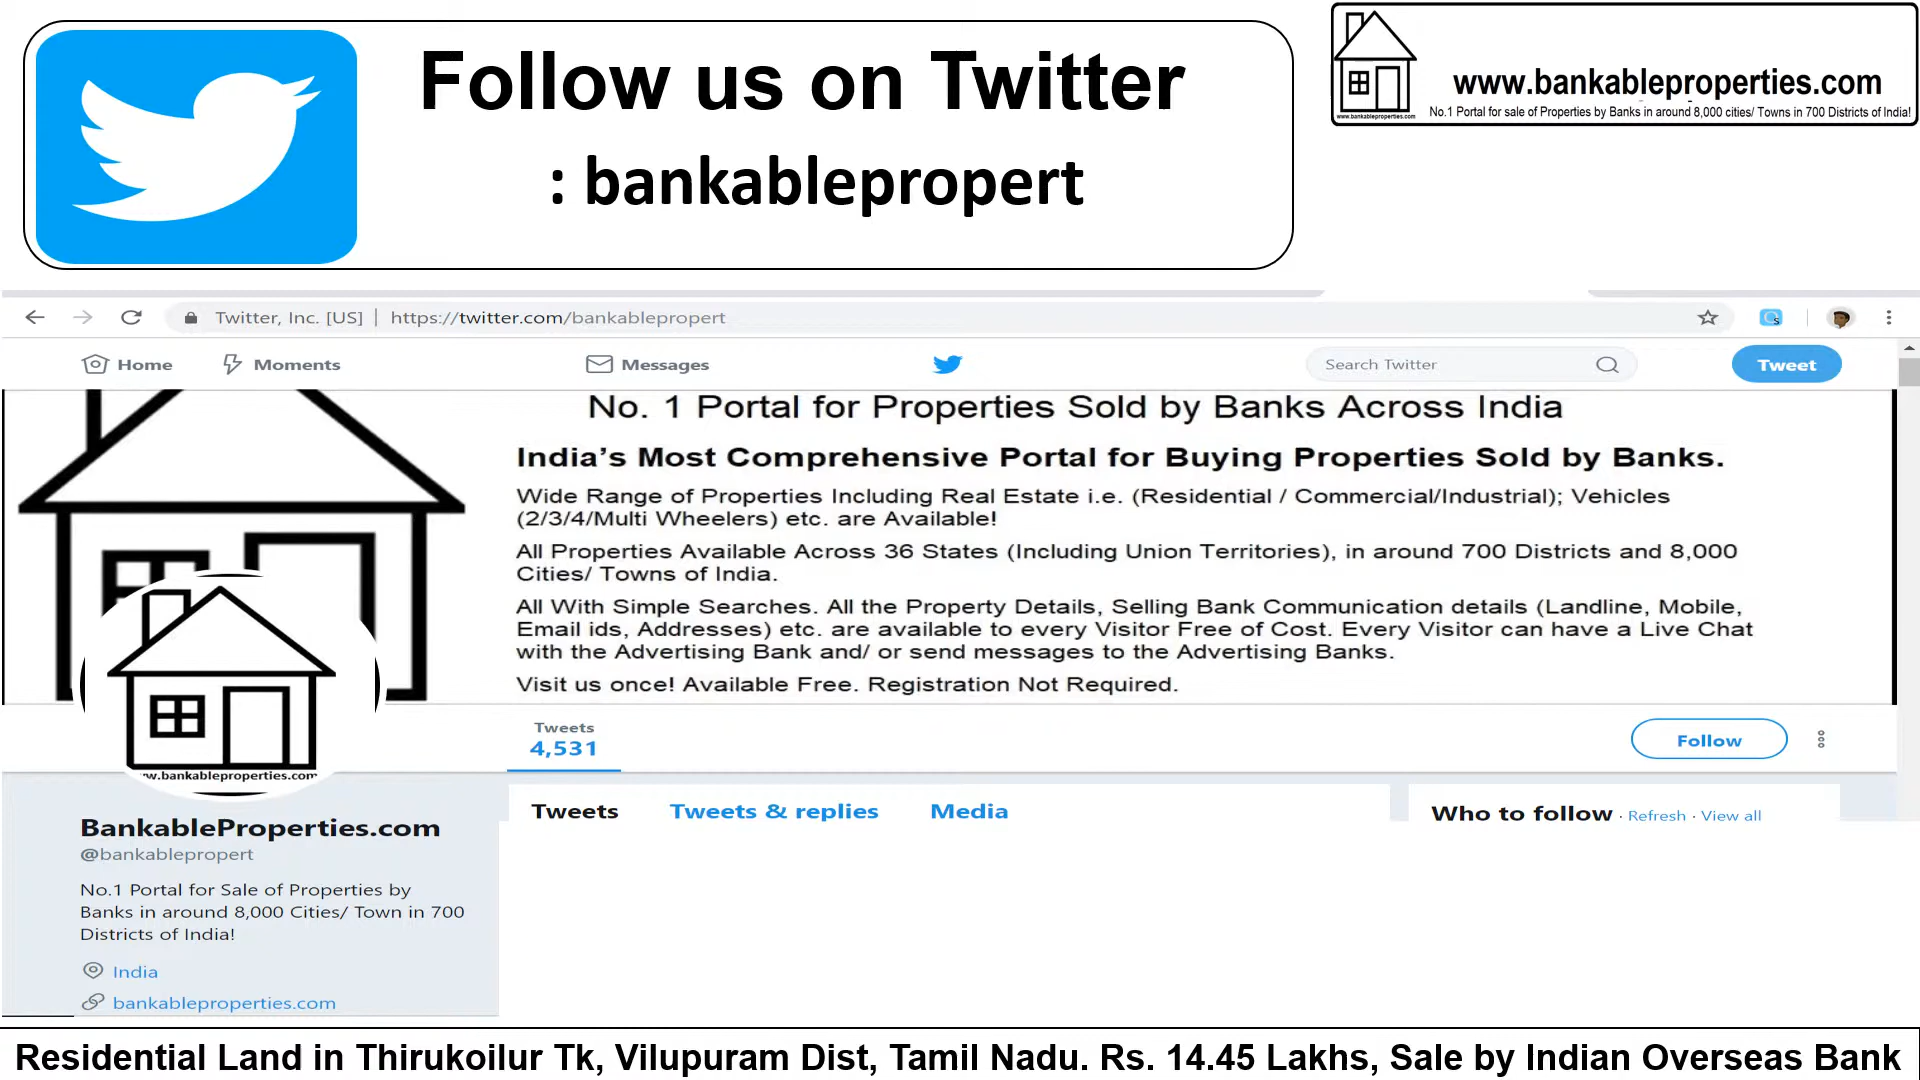 Follow us on Twitter
: bankablepropert
www.bankableproperties.com
www.bankableproperties.com
No.1 Portal for sale of Properties by Banks in around 8,000 cities/ Towns in 700 Districts of India!
Twitter, Inc. [US] | https://twitter.com/bankablepropert
Home
Moments
Messages
Search Twitter
Tweet
No. 1 Portal for Properties Sold by Banks Across India
India's Most Comprehensive Portal for Buying Properties Sold by Banks.
Wide Range of Properties Including Real Estate i.e. (Residential / Commercial/Industrial); Vehicles
(2/3/4/Multi Wheelers) etc. are Available!
All Properties Available Across 36 States (Including Union Territories), in around 700 Districts and 8,000
Cities/ Towns of India.
All With Simple Searches. All the Property Details, Selling Bank Communication details (Landline, Mobile,
Email ids, Addresses) etc. are available to every Visitor Free of Cost. Every Visitor can have a Live Chat
with the Advertising Bank and/ or send messages to the Advertising Banks.
Visit us once! Available Free. Registration Not Required.
w.bankableproperties.com
Tweets
4,531
Follow
Tweets
Tweets & replies
Media
Who to follow · Refresh · View all
BankableProperties.com
@bankablepropert
No.1 Portal for Sale of Properties by
Banks in around 8,000 Cities/ Town in 700
Districts of India!
India
bankableproperties.com
Residential Land in Thirukoilur Tk, Vilupuram Dist, Tamil Nadu. Rs. 14.45 Lakhs, Sale by Indian Overseas Bank